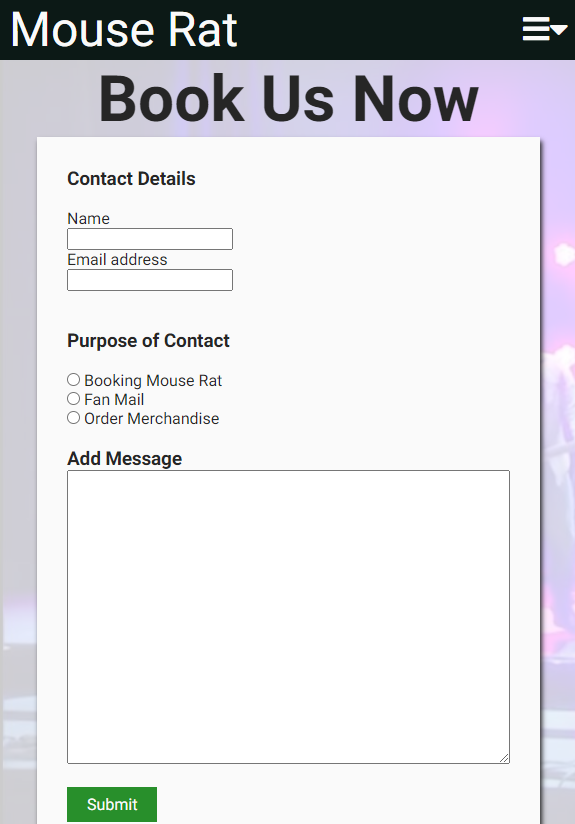 Mouse Rat
Book Us Now
Contact Details
Name
Email address
Purpose of Contact
Booking Mouse Rat
Fan Mail
Order Merchandise
Add Message
Submit